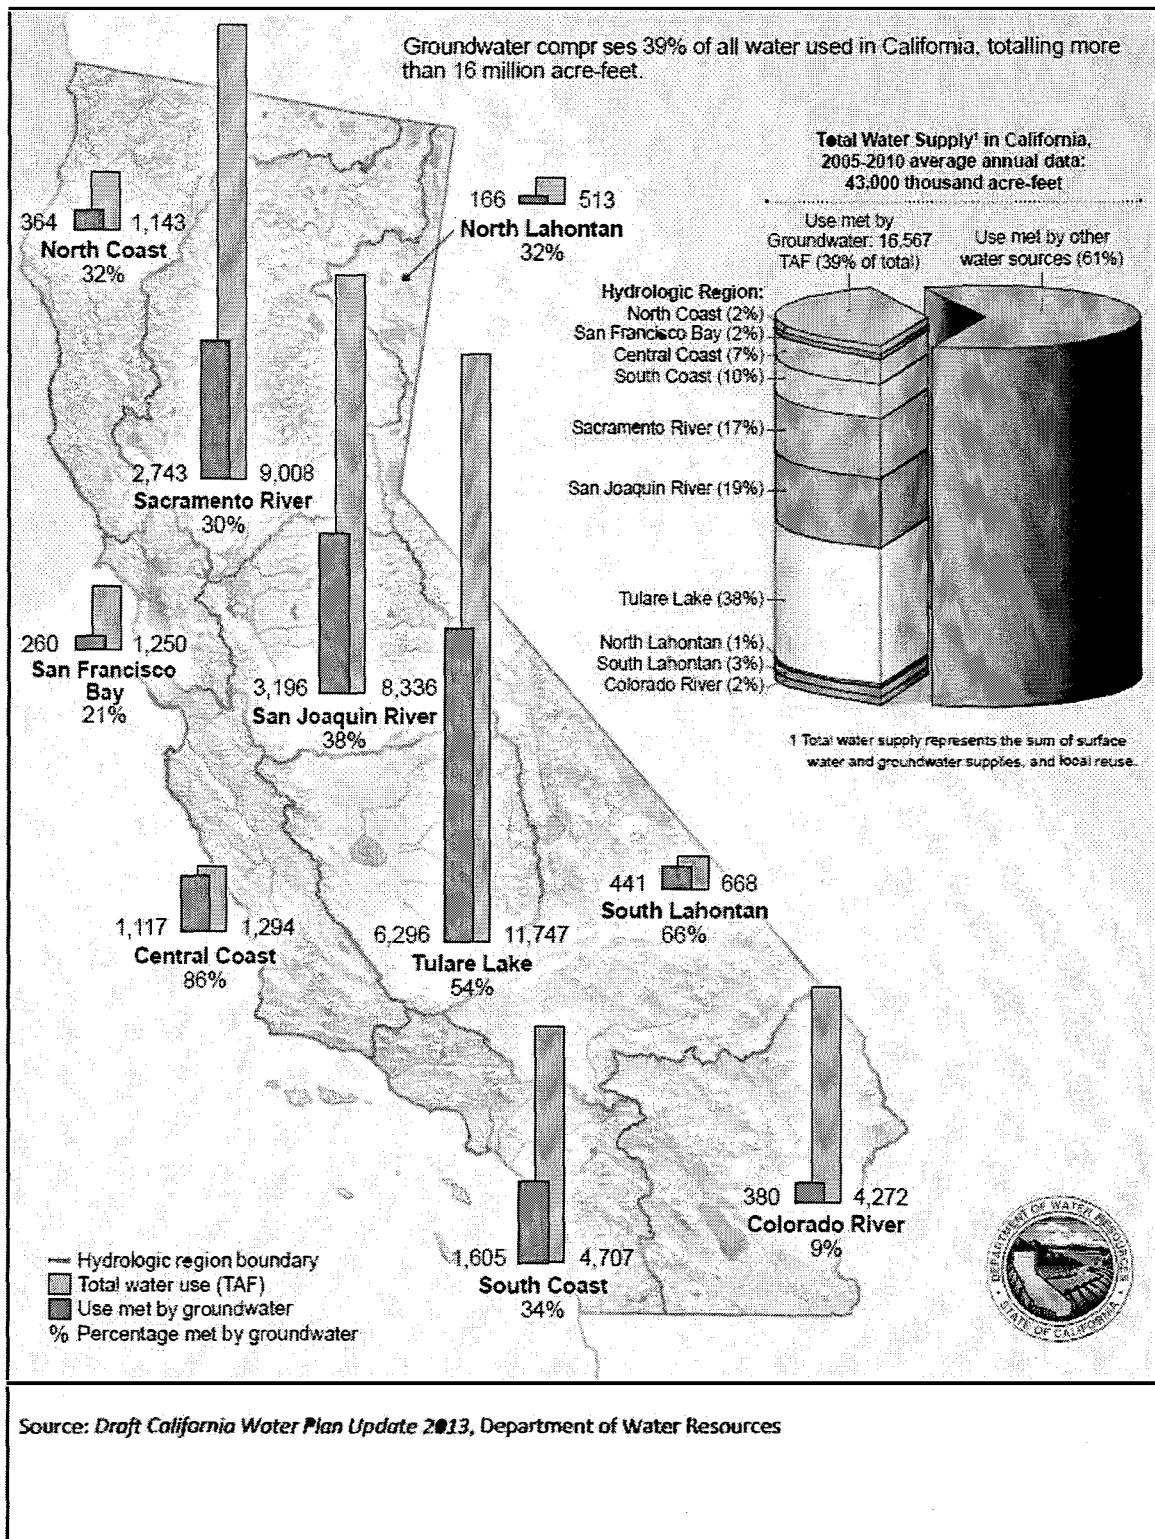 Groundwater compr ses 39% of all water used in California, totalling more
than 16 million acre-feet.
Total Water Supply¹ in California,
2005-2010 average annual data:
43,000 thousand acre-feet
Use met by
Groundwater: 16,567
TAF (39% of total)
Use met by other
water sources (61%)
Hydrologic Region:
North Coast (2%)
San Francisco Bay (2%)
Central Coast (7%)
South Coast (10%)
Sacramento River (17%)
San Joaquin River (19%)
Tulare Lake (38%)
North Lahontan (1%)
South Lahontan (3%)
Colorado River (2%)
1 Total water supply represents the sum of surface
water and groundwater supplies, and local reuse.
364 1,143
North Coast
32%
166 513
North Lahontan
32%
2,743 9,008
Sacramento River
30%
260 1,250
San Francisco
Bay
21%
3,196 8,336
San Joaquin River
38%
1,117 1,294
Central Coast
86%
6,296 11,747
Tulare Lake
54%
441 668
South Lahontan
66%
380 4,272
Colorado River
9%
1,605 4,707
South Coast
34%
Hydrologic region boundary
Total water use (TAF)
Use met by groundwater
% Percentage met by groundwater
DEPARTMENT OF WATER RESOURCES
STATE OF CALIFORNIA
Source: Draft California Water Plan Update 2013, Department of Water Resources